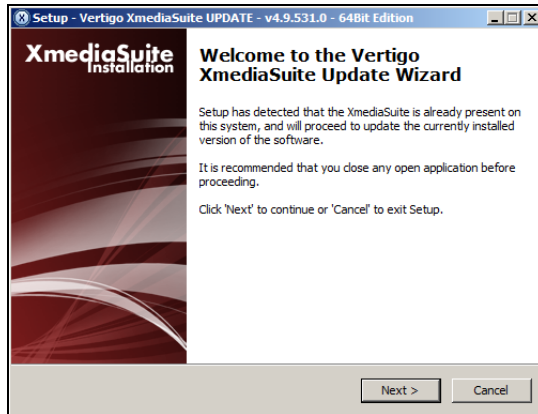 Setup - Vertigo XmediaSuite UPDATE - v4.9.531.0 - 64Bit Edition
XmediaSuite
Installation
Welcome to the Vertigo
XmediaSuite Update Wizard
Setup has detected that the XmediaSuite is already present on
this system, and will proceed to update the currently installed
version of the software.
It is recommended that you close any open application before
proceeding.
Click 'Next' to continue or 'Cancel' to exit Setup.
Next >
Cancel